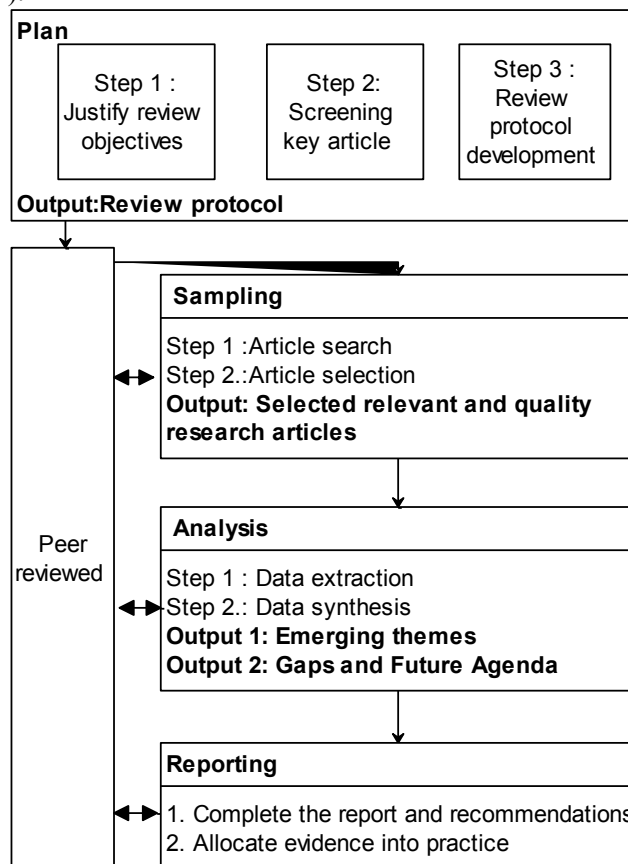 ).
Plan
Step 1 :
Justify review
objectives
Step 2:
Screening
key article
Step 3 :
Review
protocol
development
Output:Review protocol
Sampling
Step 1 :Article search
Step 2.:Article selection
Output: Selected relevant and quality
research articles
Peer
reviewed
Analysis
Step 1 : Data extraction
Step 2.: Data synthesis
Output 1: Emerging themes
Output 2: Gaps and Future Agenda
Reporting
1. Complete the report and recommendations
2. Allocate evidence into practice